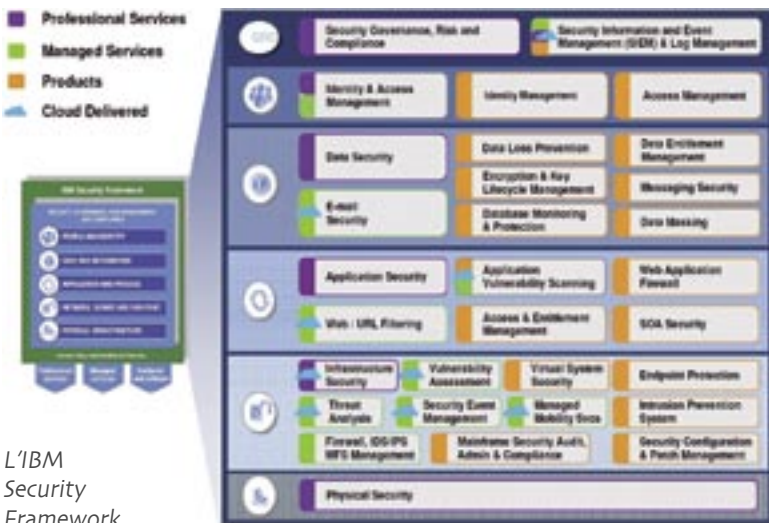 Professional Services
Managed Services
Products
Cloud Delivered
IBM Security Framework
L'IBM
Security
Framework
Security Governance, Risk and
Compliance
Security Information and Event
Management (SIEM) & Log Management
Identity & Access
Management
Identity Management
Access Management
Data Security
Data Loss Prevention
Data Entitlement
Management
Encryption & Key
Lifecycle Management
Messaging Security
E-mail
Security
Database Monitoring
& Protection
Data Masking
Application Security
Application
Vulnerability Scanning
Web Application
Firewall
Web / URL Filtering
Access & Entitlement
Management
SOA Security
Infrastructure
Security
Vulnerability
Assessment
Virtual System
Security
Endpoint Protection
Threat
Analysis
Security Event
Management
Managed
Mobility Svcs
Intrusion Prevention
System
Firewall, IDS/IPS
MFS Management
Mainframe Security Audit,
Admin & Compliance
Security Configuration
& Patch Management
Physical Security